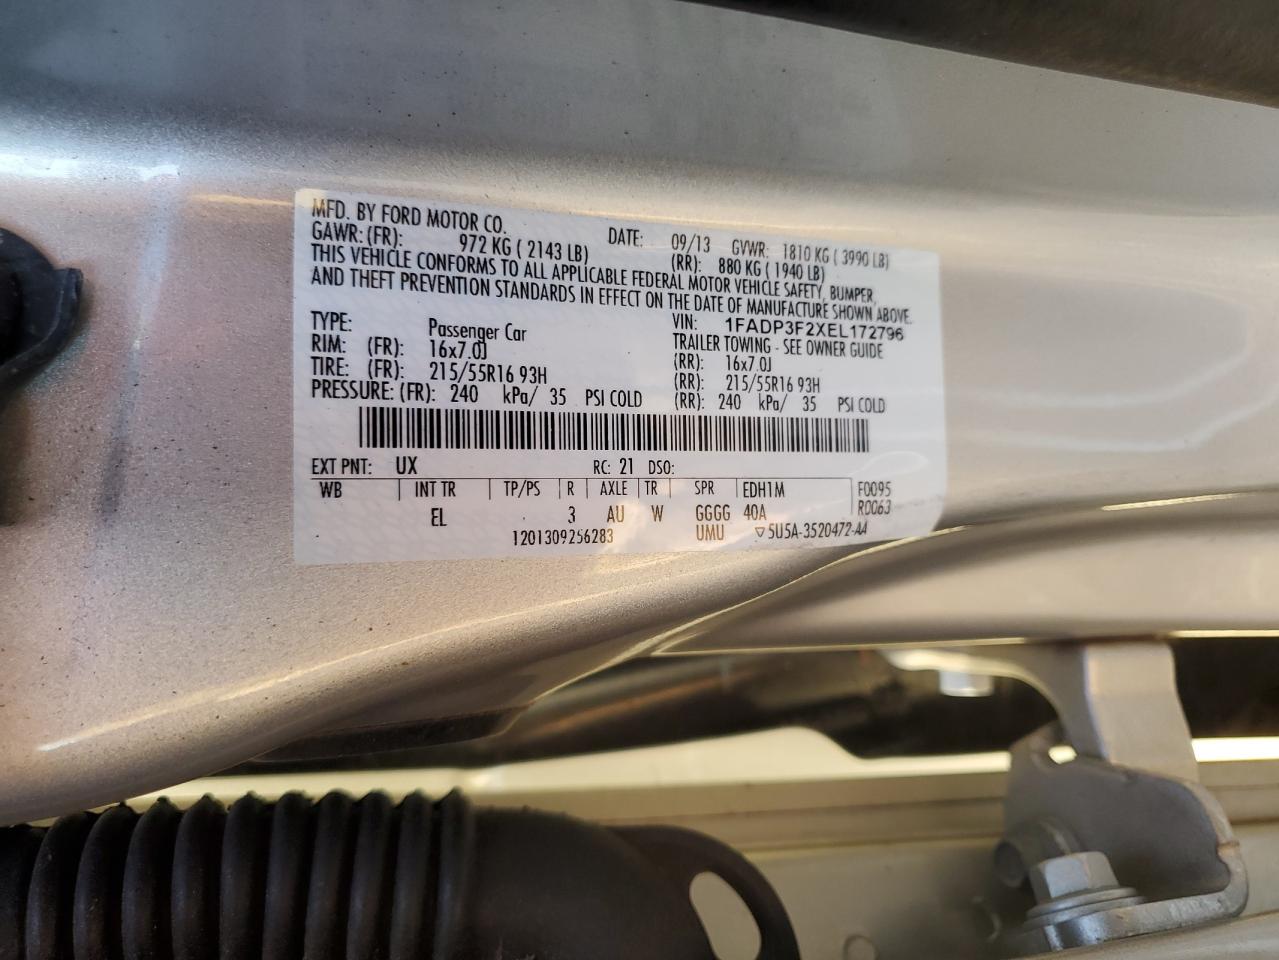 MFD. BY FORD MOTOR CO.
DATE: 09/13 GVWR: 1810 KG ( 3990 LB)
GAWR: (FR): 972 KG ( 2143 LB) (RR): 880 KG ( 1940 LB)
THIS VEHICLE CONFORMS TO ALL APPLICABLE FEDERAL MOTOR VEHICLE SAFETY, BUMPER,
AND THEFT PREVENTION STANDARDS IN EFFECT ON THE DATE OF MANUFACTURE SHOWN ABOVE.
VIN: 1FADP3F2XEL172796
TYPE: Passenger Car TRAILER TOWING - SEE OWNER GUIDE
RIM: (FR): 16x7.0J (RR): 16x7.0J
TIRE: (FR): 215/55R16 93H (RR): 215/55R16 93H
PRESSURE: (FR): 240 kPa/ 35 PSI COLD (RR): 240 kPa/ 35 PSI COLD
EXT PNT: UX RC: 21 DSO:
WB INT TR TP/PS R AXLE TR SPR EDH1M F0095
EL 3 AU W GGGG 40A R0063
1201309256283 UMU ▽5U5A-3520472-AA